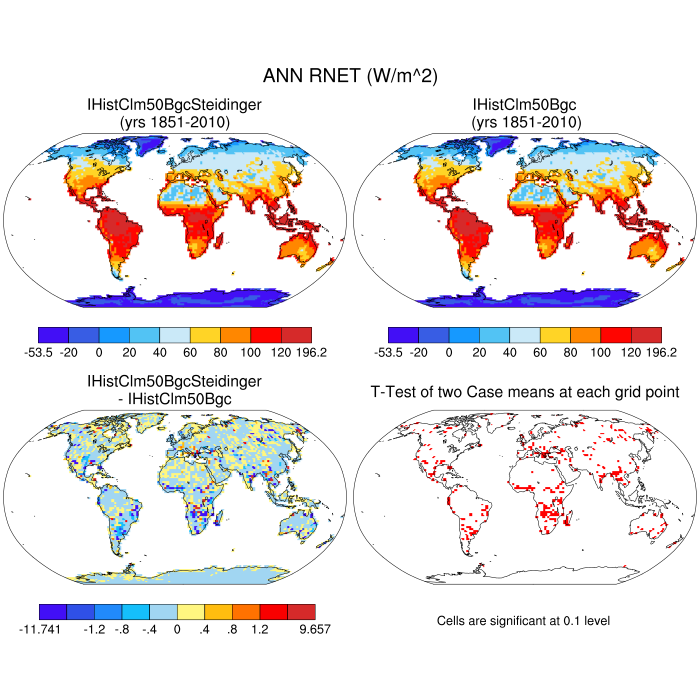 ANN RNET (W/m^2)
IHistClm50BgcSteidinger
(yrs 1851-2010)
IHistClm50Bgc
(yrs 1851-2010)
-53.5 -20 0 20 40 60 80 100 120 196.2
-53.5 -20 0 20 40 60 80 100 120 196.2
IHistClm50BgcSteidinger
- IHistClm50Bgc
T-Test of two Case means at each grid point
-11.741 -1.2 -.8 -.4 0 .4 .8 1.2 9.657
Cells are significant at 0.1 level